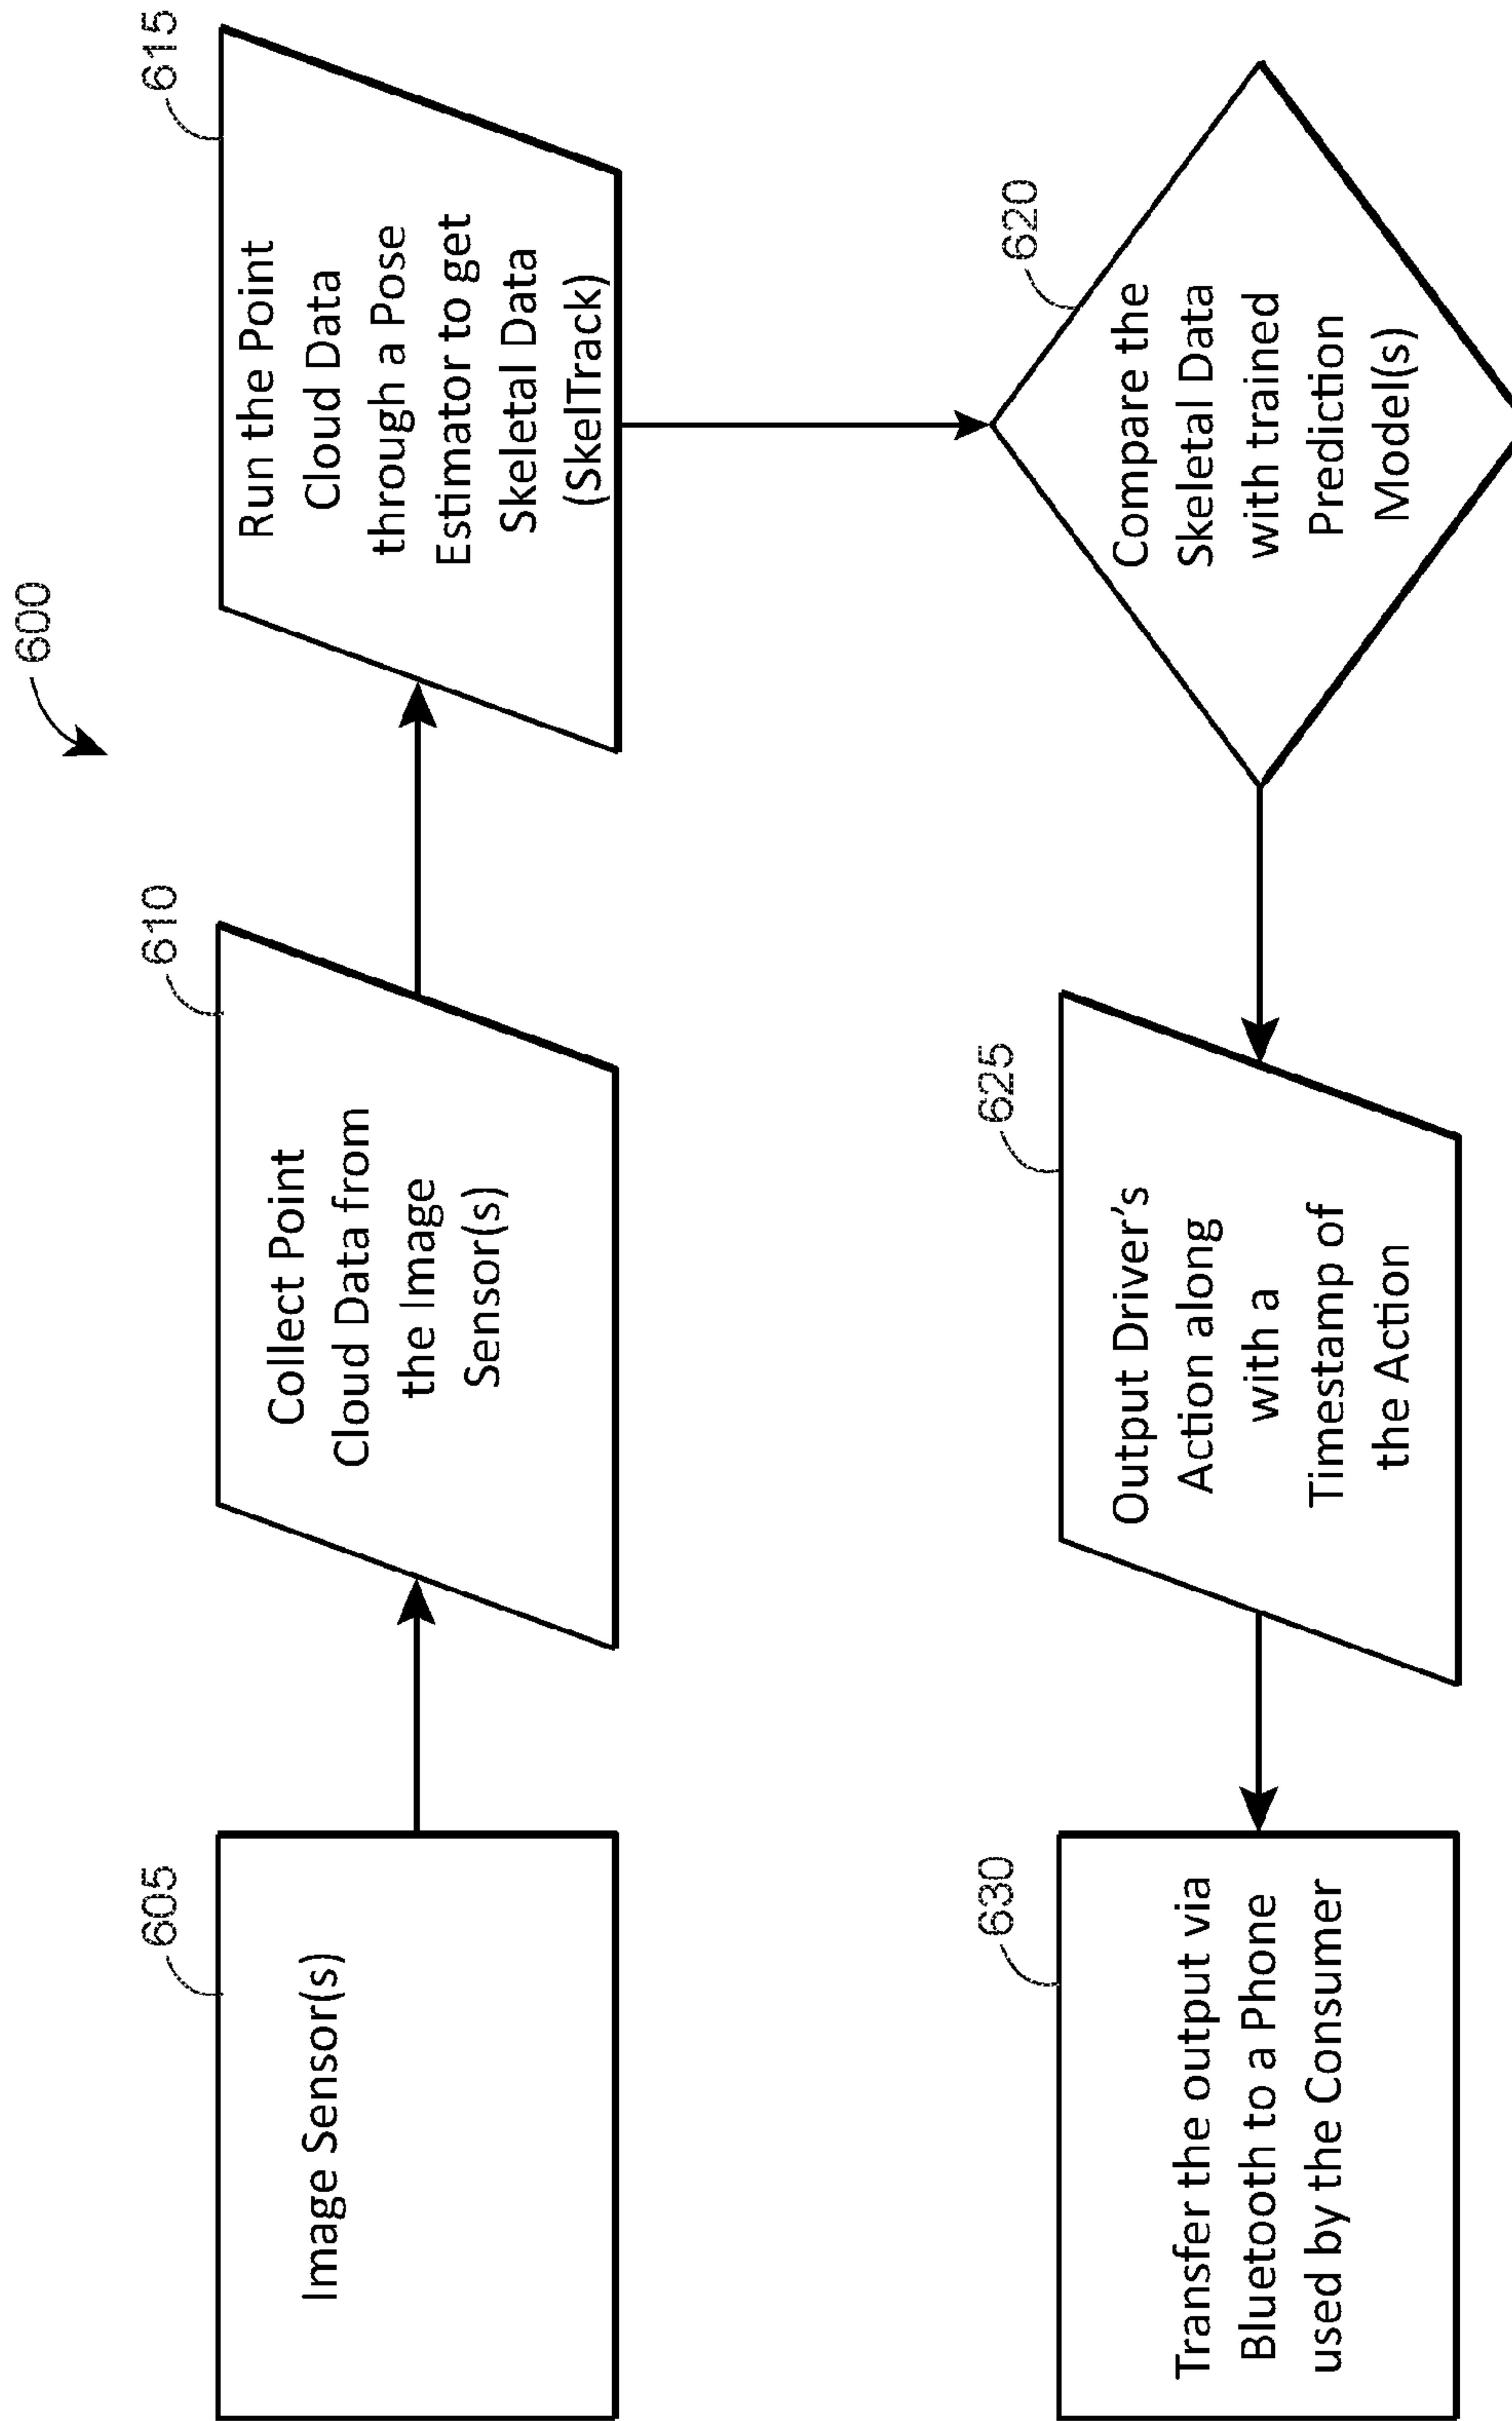 600
605
Image Sensor(s)
610
Collect Point
Cloud Data from
the Image
Sensor(s)
615
Run the Point
Cloud Data
through a Pose
Estimator to get
Skeletal Data
(SkelTrack)
620
Compare the
Skeletal Data
with trained
Prediction
Model(s)
625
Output Driver's
Action along
with a
Timestamp of
the Action
630
Transfer the output via
Bluetooth to a Phone
used by the Consumer